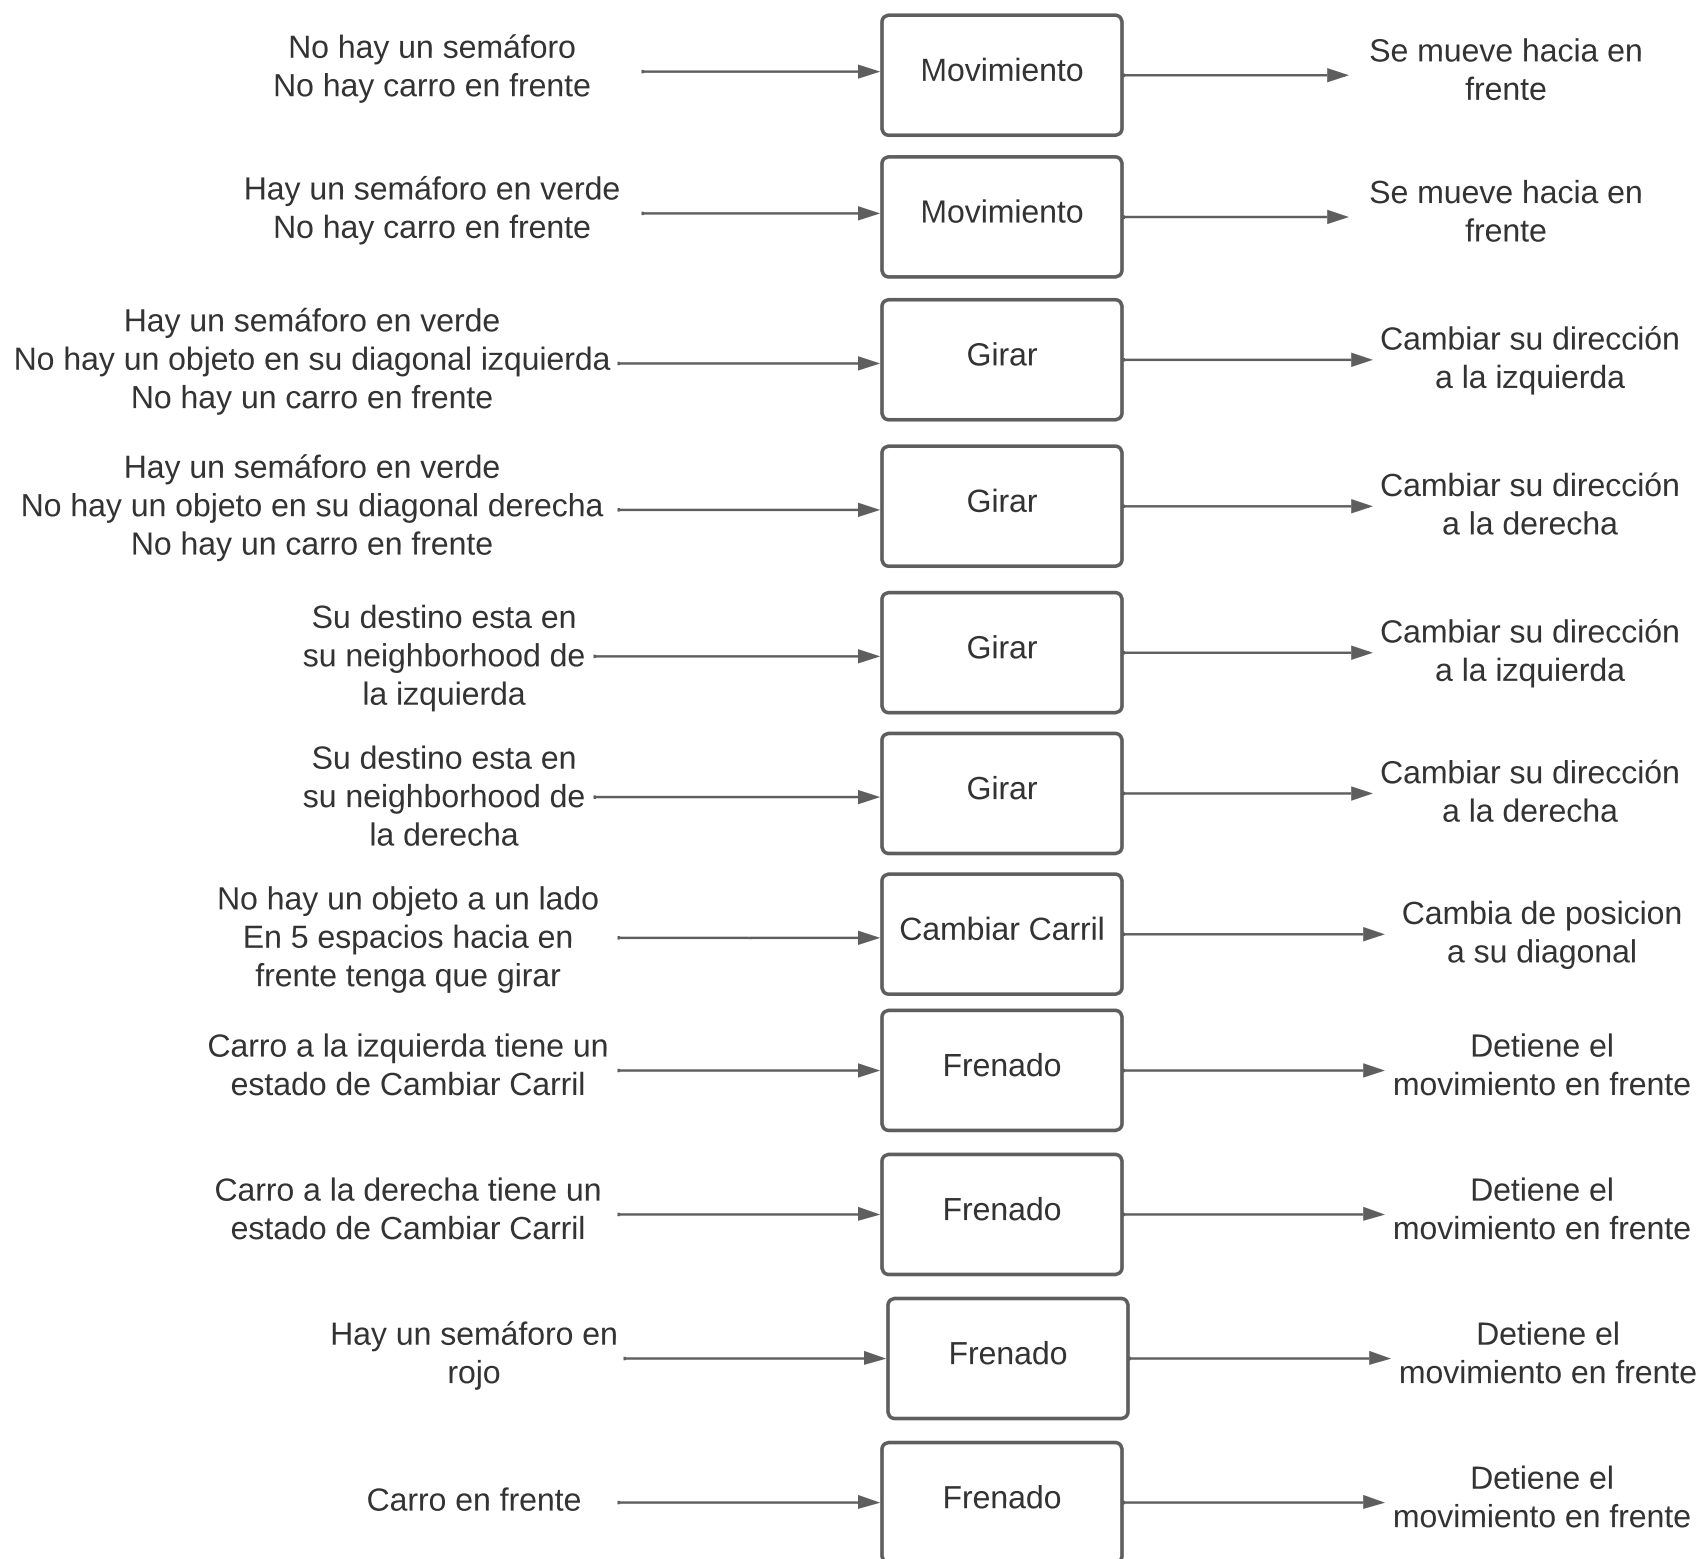 No hay un semáforo
No hay carro en frente
Movimiento
Se mueve hacia en
frente
Hay un semáforo en verde
No hay carro en frente
Movimiento
Se mueve hacia en
frente
Hay un semáforo en verde
No hay un objeto en su diagonal izquierda
No hay un carro en frente
Girar
Cambiar su dirección
a la izquierda
Hay un semáforo en verde
No hay un objeto en su diagonal derecha
No hay un carro en frente
Girar
Cambiar su dirección
a la derecha
Su destino esta en
su neighborhood de
la izquierda
Girar
Cambiar su dirección
a la izquierda
Su destino esta en
su neighborhood de
la derecha
Girar
Cambiar su dirección
a la derecha
No hay un objeto a un lado
En 5 espacios hacia en
frente tenga que girar
Cambiar Carril
Cambia de posicion
a su diagonal
Carro a la izquierda tiene un
estado de Cambiar Carril
Frenado
Detiene el
movimiento en frente
Carro a la derecha tiene un
estado de Cambiar Carril
Frenado
Detiene el
movimiento en frente
Hay un semáforo en
rojo
Frenado
Detiene el
movimiento en frente
Carro en frente
Frenado
Detiene el
movimiento en frente